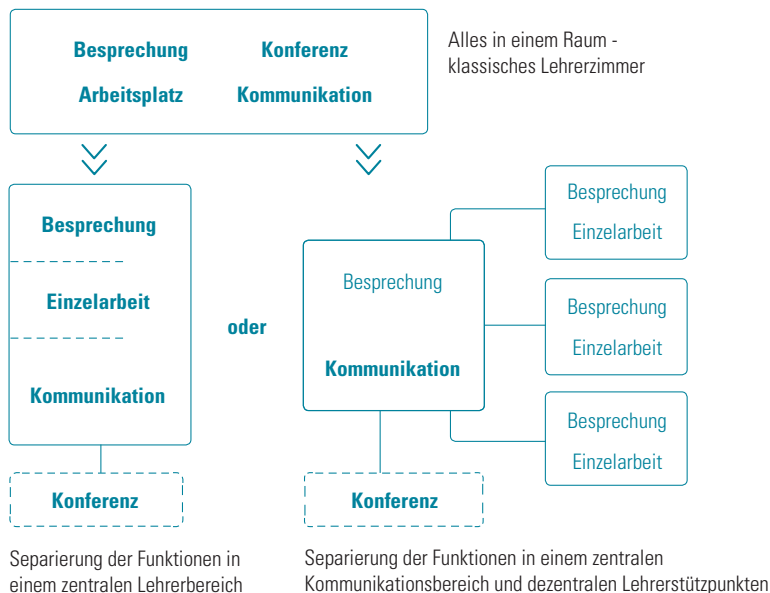 Besprechung Konferenz
Arbeitsplatz Kommunikation
Alles in einem Raum -
klassisches Lehrerzimmer
Besprechung
Einzelarbeit
Kommunikation
Konferenz
oder
Besprechung
Kommunikation
Konferenz
Besprechung
Einzelarbeit
Besprechung
Einzelarbeit
Besprechung
Einzelarbeit
Separierung der Funktionen in
einem zentralen Lehrerbereich
Separierung der Funktionen in einem zentralen
Kommunikationsbereich und dezentralen Lehrerstützpunkten